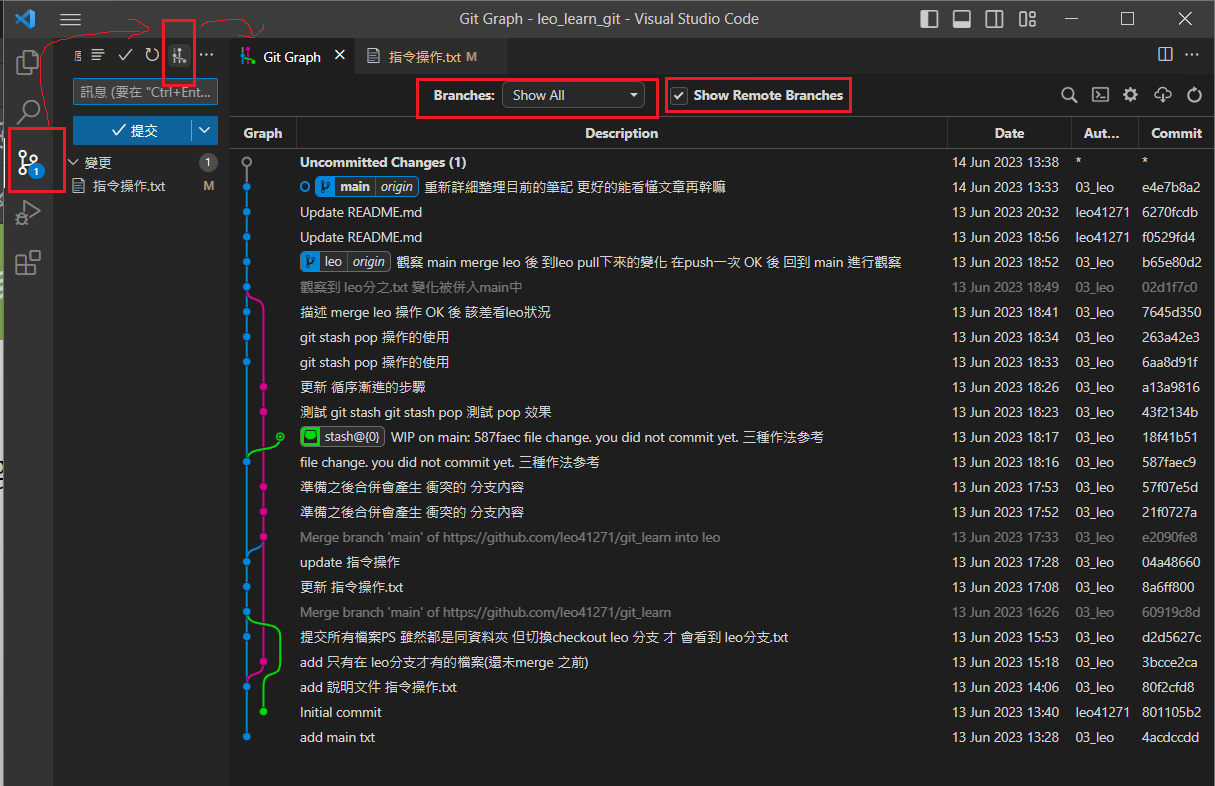 Git Graph - leo_learn_git - Visual Studio Code
Git Graph
指令操作.txt M
訊息 (要在 "Ctrl+Ent...
提交
變更 1
指令操作.txt M
1
Branches: Show All Show Remote Branches
Graph Description Date Aut... Commit
Uncommitted Changes (1) 14 Jun 2023 13:38 * *
main origin 重新詳細整理目前的筆記 更好的能看懂文章再幹嘛 14 Jun 2023 13:33 03_leo e4e7b8a2
Update README.md 13 Jun 2023 20:32 leo41271 6270fcdb
Update README.md 13 Jun 2023 18:56 leo41271 f0529fd4
leo origin 觀察 main merge leo 後 到leo pull下來的變化 在push一次 OK 後 回到 main 進行觀察 13 Jun 2023 18:52 03_leo b65e80d2
觀察到 leo分之.txt 變化被併入main中 13 Jun 2023 18:49 03_leo 02d1f7c0
描述 merge leo 操作 OK 後 該差看leo狀況 13 Jun 2023 18:41 03_leo 7645d350
git stash pop 操作的使用 13 Jun 2023 18:34 03_leo 263a42e3
git stash pop 操作的使用 13 Jun 2023 18:33 03_leo 6aa8d91f
更新 循序漸進的步驟 13 Jun 2023 18:26 03_leo a13a9816
測試 git stash git stash pop 測試 pop 效果 13 Jun 2023 18:23 03_leo 43f2134b
stash@{0} WIP on main: 587faec file change. you did not commit yet. 三種作法參考 13 Jun 2023 18:17 03_leo 18f41b51
file change. you did not commit yet. 三種作法參考 13 Jun 2023 18:16 03_leo 587faec9
準備之後合併會產生 衝突的 分支內容 13 Jun 2023 17:53 03_leo 57f07e5d
準備之後合併會產生 衝突的 分支內容 13 Jun 2023 17:52 03_leo 21f0727a
Merge branch 'main' of https://github.com/leo41271/git_learn into leo 13 Jun 2023 17:33 03_leo e2090fe8
update 指令操作 13 Jun 2023 17:28 03_leo 04a48660
更新 指令操作.txt 13 Jun 2023 17:08 03_leo 8a6ff800
Merge branch 'main' of https://github.com/leo41271/git_learn 13 Jun 2023 16:26 03_leo 60919c8d
提交所有檔案PS 雖然都是同資料夾 但切換checkout leo 分支 才 會看到 leo分支.txt 13 Jun 2023 15:53 03_leo d2d5627c
add 只有在 leo分支才有的檔案(還未merge 之前) 13 Jun 2023 15:18 03_leo 3bcce2ca
add 說明文件 指令操作.txt 13 Jun 2023 14:06 03_leo 80f2cfd8
Initial commit 13 Jun 2023 13:40 leo41271 801105b2
add main txt 13 Jun 2023 13:28 03_leo 4acdccdd